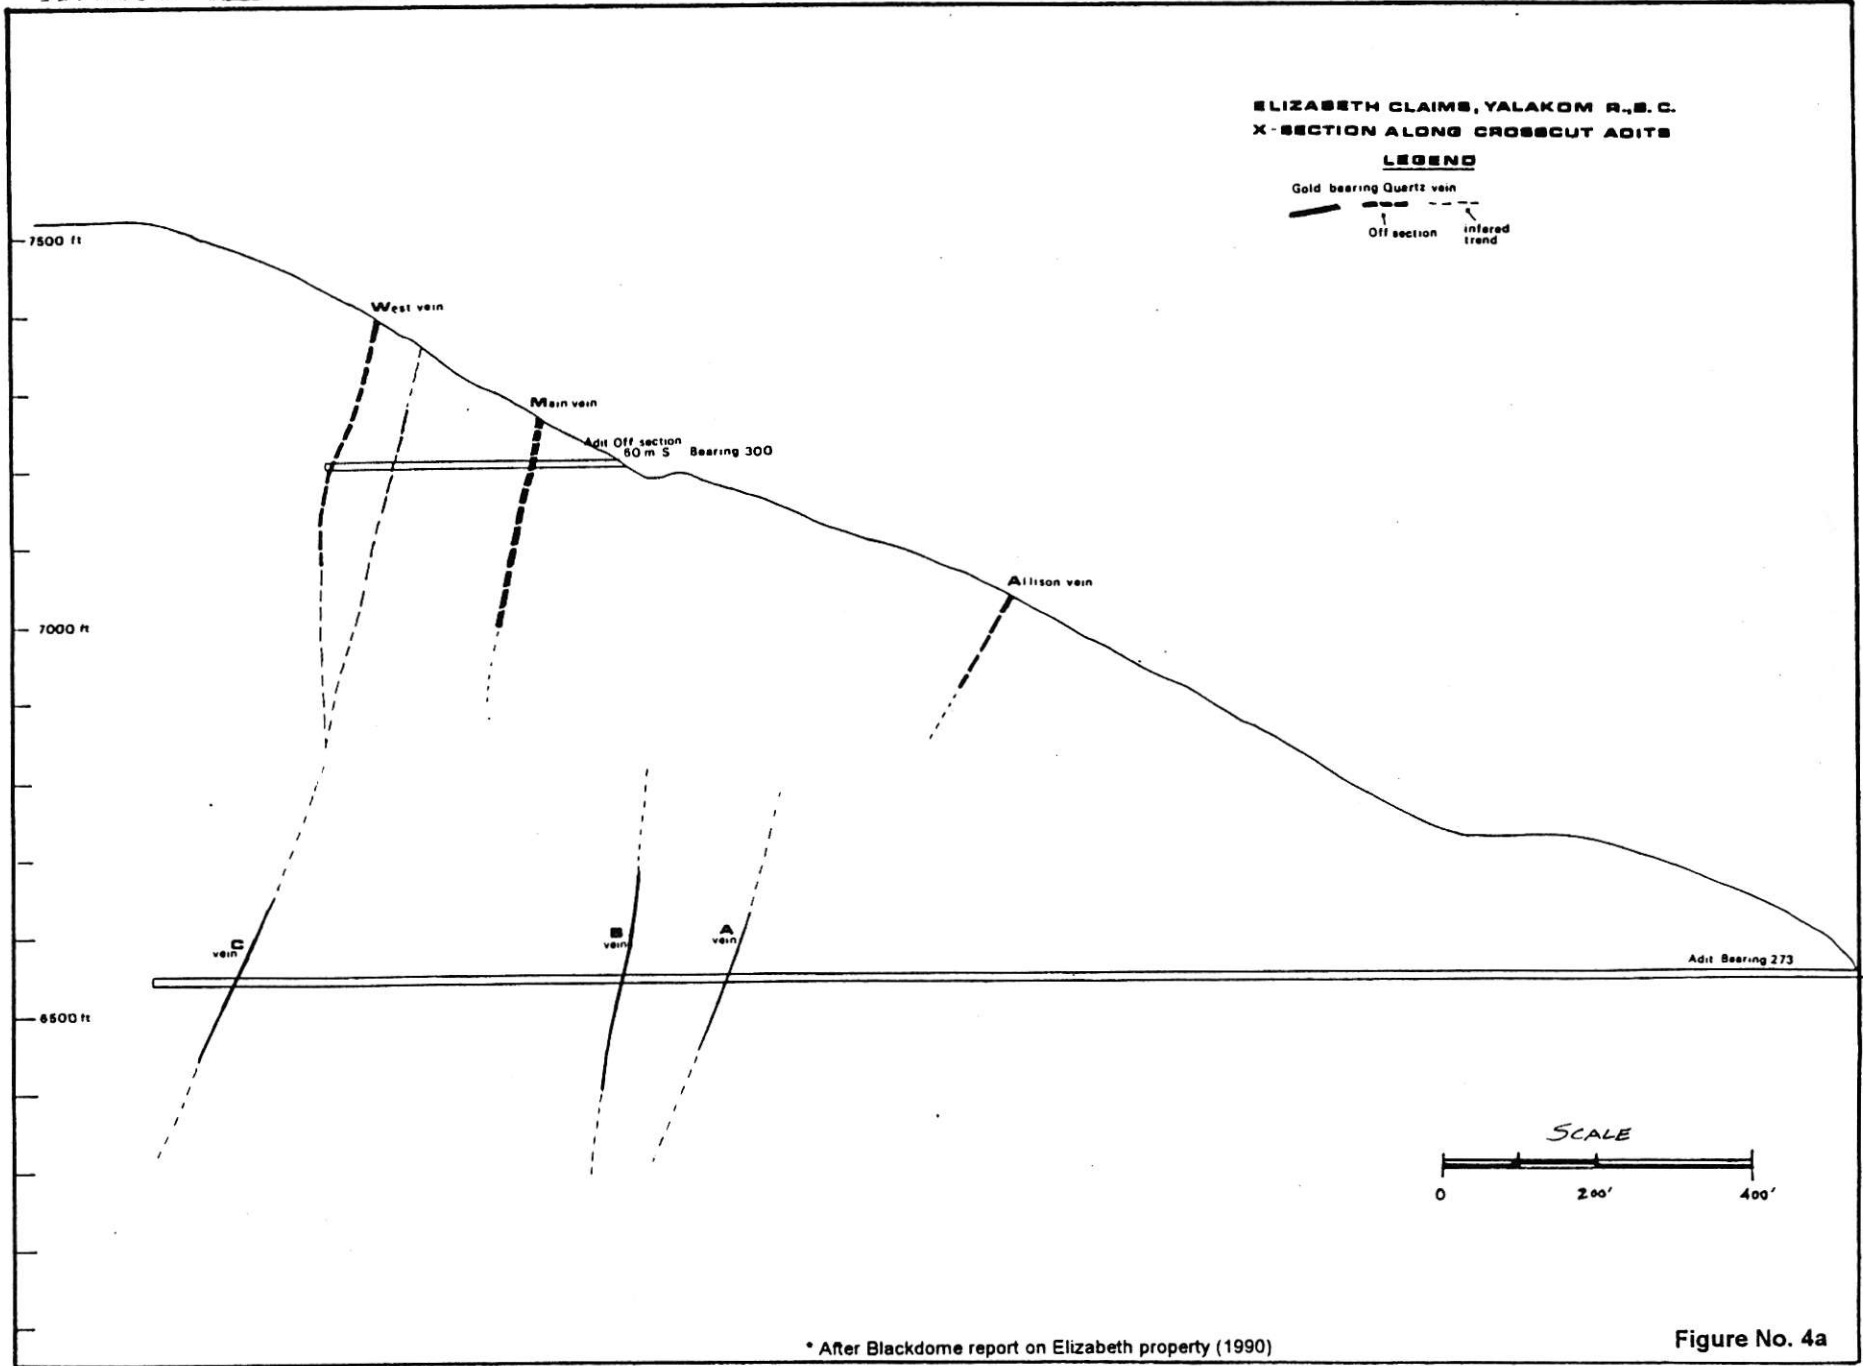 ELIZABETH CLAIMS, YALAKOM R., B. C.
X-SECTION ALONG CROSSCUT ADITS
LEGEND
Gold bearing Quartz vein
Off section
infered
trend
7500 ft
West vein
Main vein
Adit Off section
60 m S Bearing 300
Allison vein
7000 ft
C
vein
B
vein
A
vein
Adit Bearing 273
6500 ft
SCALE
0 200' 400'
* After Blackdome report on Elizabeth property (1990)
Figure No. 4a